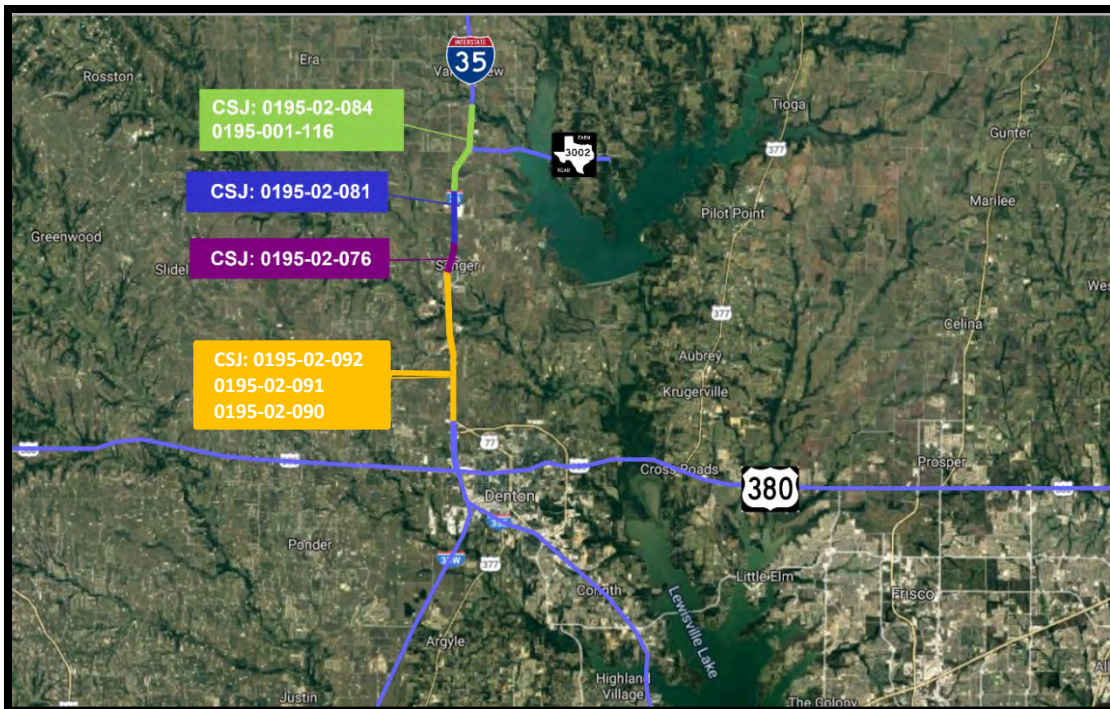 INTERSTATE
35
Era
Rosston
CSJ: 0195-02-084
0195-001-116
Tioga
377
Gunter
FARM
3002
ROAD
CSJ: 0195-02-081
Marilee
Pilot Point
Greenwood
CSJ: 0195-02-076
Slidel
Sanger
377
Celina
CSJ: 0195-02-092
0195-02-091
0195-02-090
Aubrey
Krugerville
77
Cross Roads
Prosper
380
Denton
Ponder
377
Little Elm
Corinth
Frisco
Lewisville Lake
Argyle
Highland
Village
Justin
The Colony